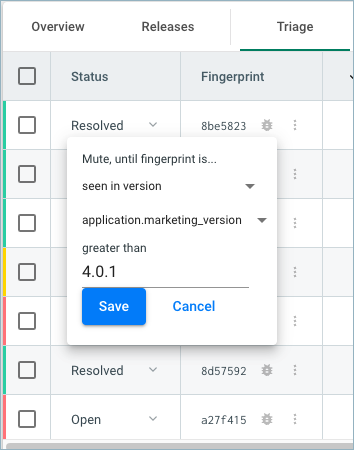 Overview Releases Triage
Status Fingerprint
Resolved 8be5823
Mute, until fingerprint is...
seen in version
application.marketing_version
greater than
4.0.1
Save Cancel
Resolved 8d57592
Open a27f415